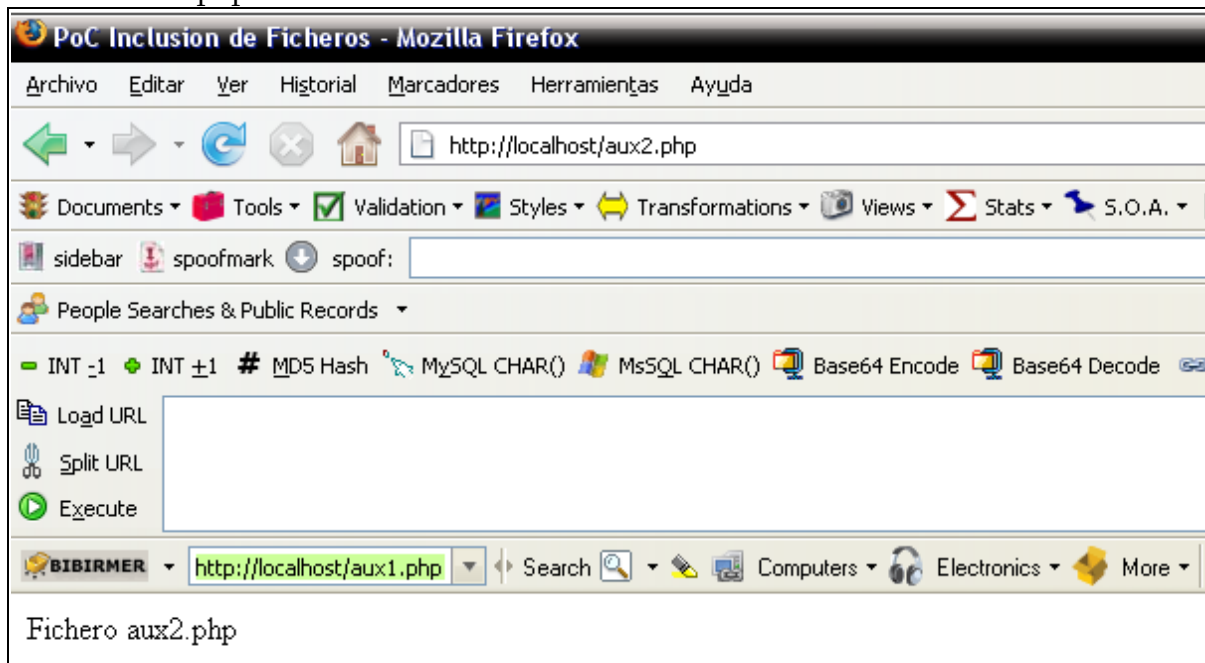 PoC Inclusion de Ficheros - Mozilla Firefox
Archivo Editar Ver Historial Marcadores Herramientas Ayuda
http://localhost/aux2.php
Documents Tools Validation Styles Transformations Views Stats S.O.A.
sidebar spoofmark spoof:
People Searches & Public Records
INT -1 INT +1 # MD5 Hash MySQL CHAR() MsSQL CHAR() Base64 Encode Base64 Decode
Load URL
Split URL
Execute
BIBIRMER http://localhost/aux1.php Search Computers Electronics More
Fichero aux2.php